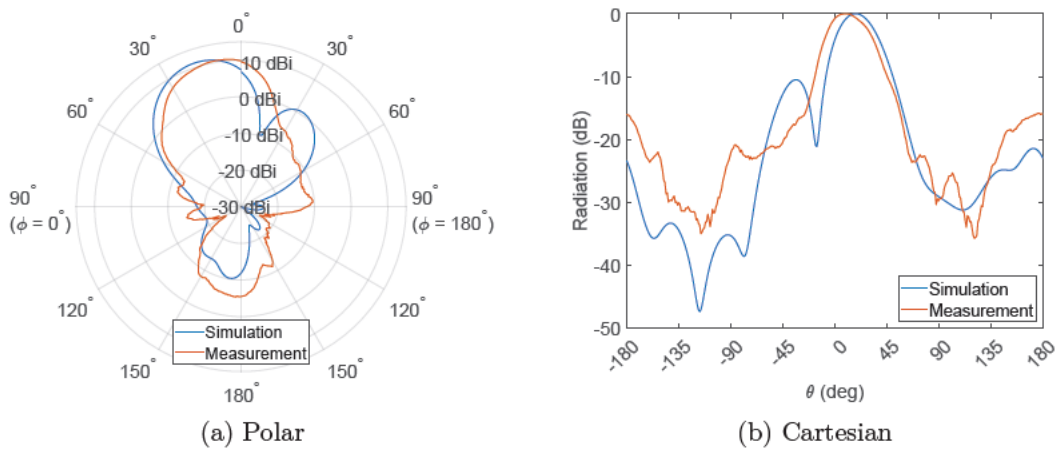 0°
30°
30°
60°
60°
90°
(ϕ = 0°)
90°
(ϕ = 180°)
120°
120°
150°
150°
180°
10 dBi
0 dBi
-10 dBi
-20 dBi
-30 dBi
Simulation
Measurement
(a) Polar
0
-10
-20
-30
-40
-50
Radiation (dB)
-180
-135
-90
-45
0
45
90
135
180
θ (deg)
Simulation
Measurement
(b) Cartesian